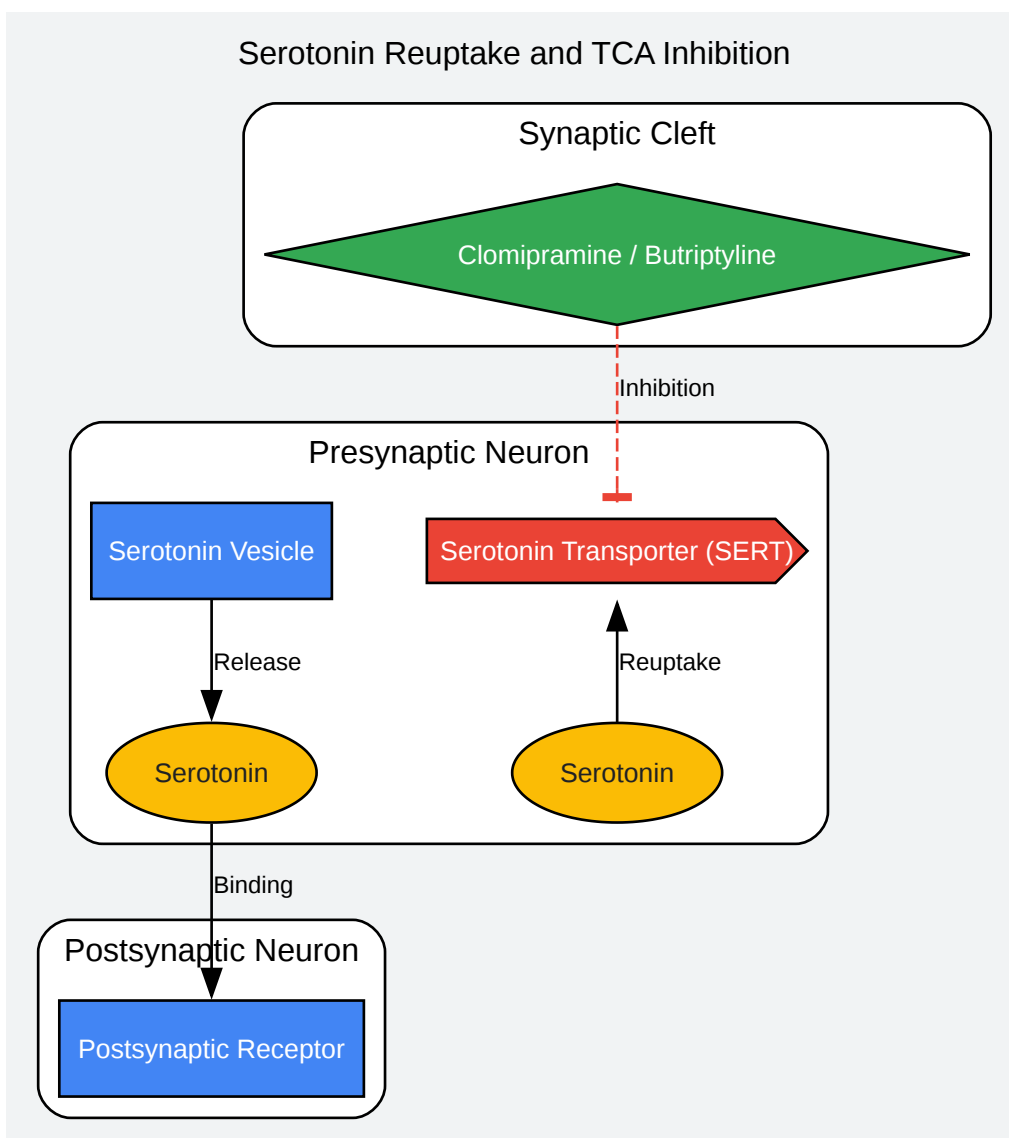 Serotonin Reuptake and TCA Inhibition
Synaptic Cleft
Clomipramine / Butriptyline
Inhibition
Presynaptic Neuron
Serotonin Vesicle
Serotonin Transporter (SERT)
Release
Reuptake
Serotonin
Serotonin
Binding
Postsynaptic Neuron
Postsynaptic Receptor